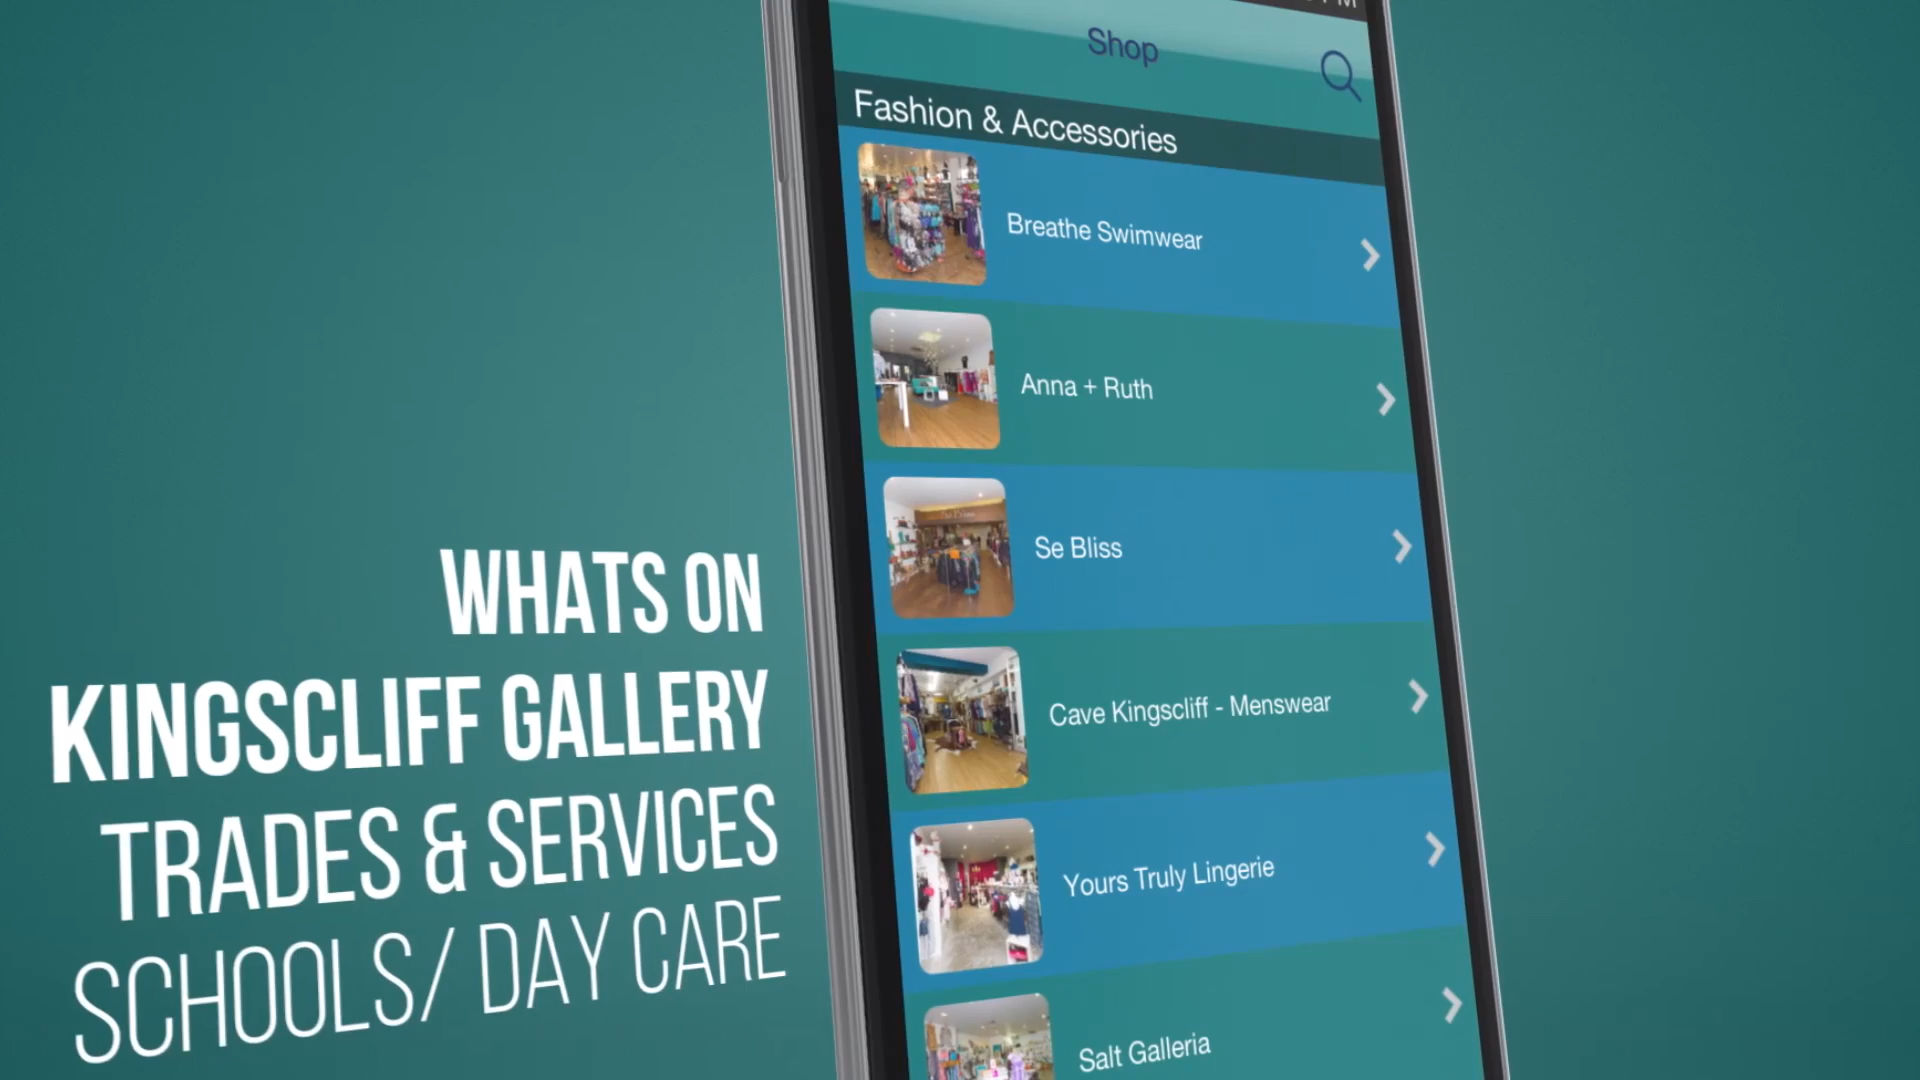 WHATS ON
KINGSCLIFF GALLERY
TRADES & SERVICES
SCHOOLS/ DAY CARE
Shop
Fashion & Accessories
Breathe Swimwear
Anna + Ruth
Se Bliss
Cave Kingscliff - Menswear
Yours Truly Lingerie
Salt Galleria